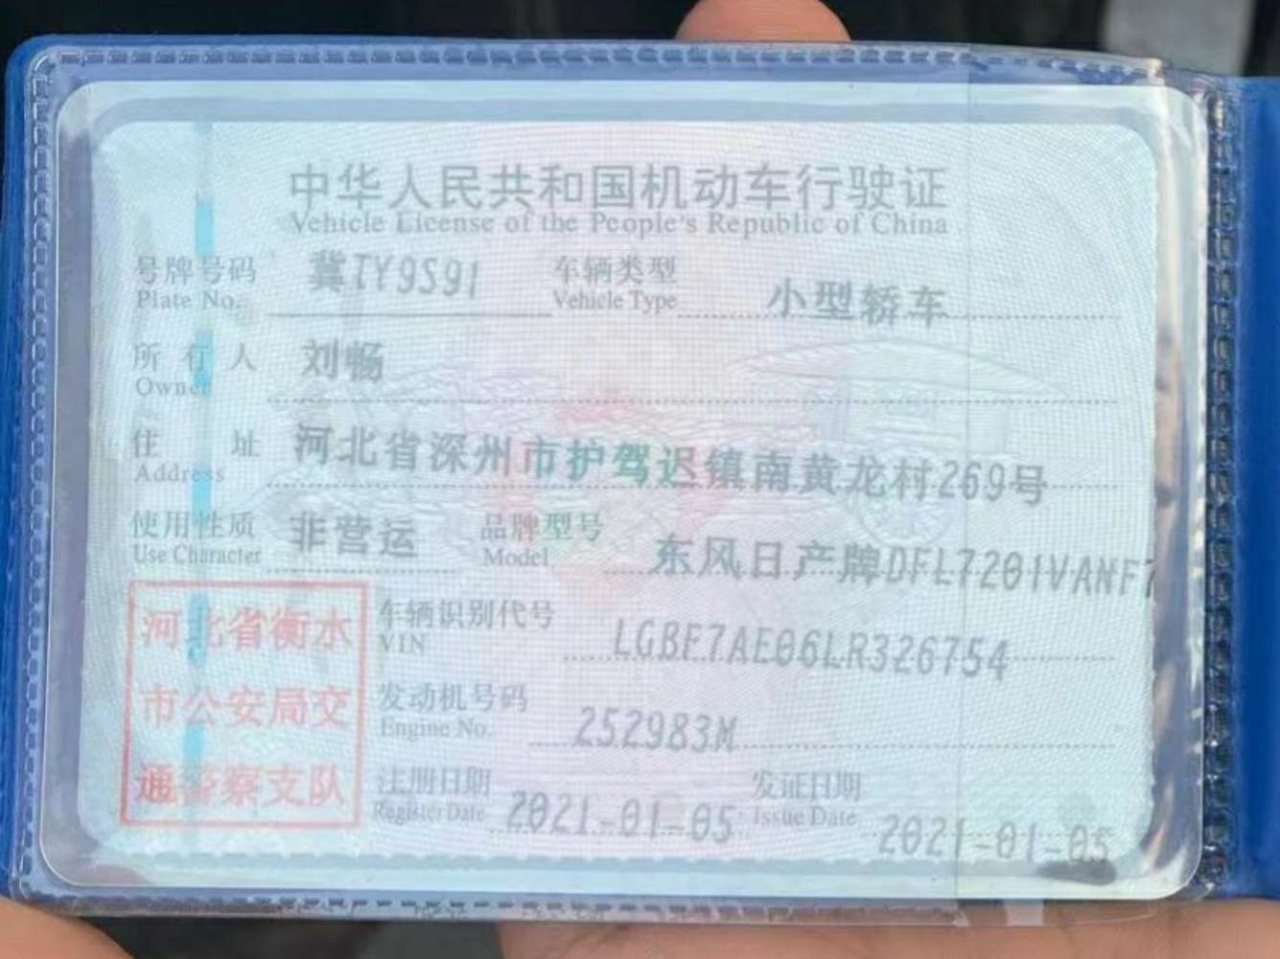 中华人民共和国机动车行驶证
Vehicle License of the People's Republic of China
号牌号码 冀TY9S91 车辆类型 小型轿车
Plate No. Vehicle Type
所有人 刘畅
Owner
住址 河北省深州市护驾迟镇南黄龙村269号
Address
使用性质 非营运 品牌型号 东风日产牌DFL7201VANF7
Use Character Model
河北省衡水
市公安局交
通警察支队
车辆识别代号 LGBF7AE06LR326754
VIN
发动机号码 252983M
Engine No.
注册日期 2021-01-05 发证日期 2021-01-05
Register Date Issue Date